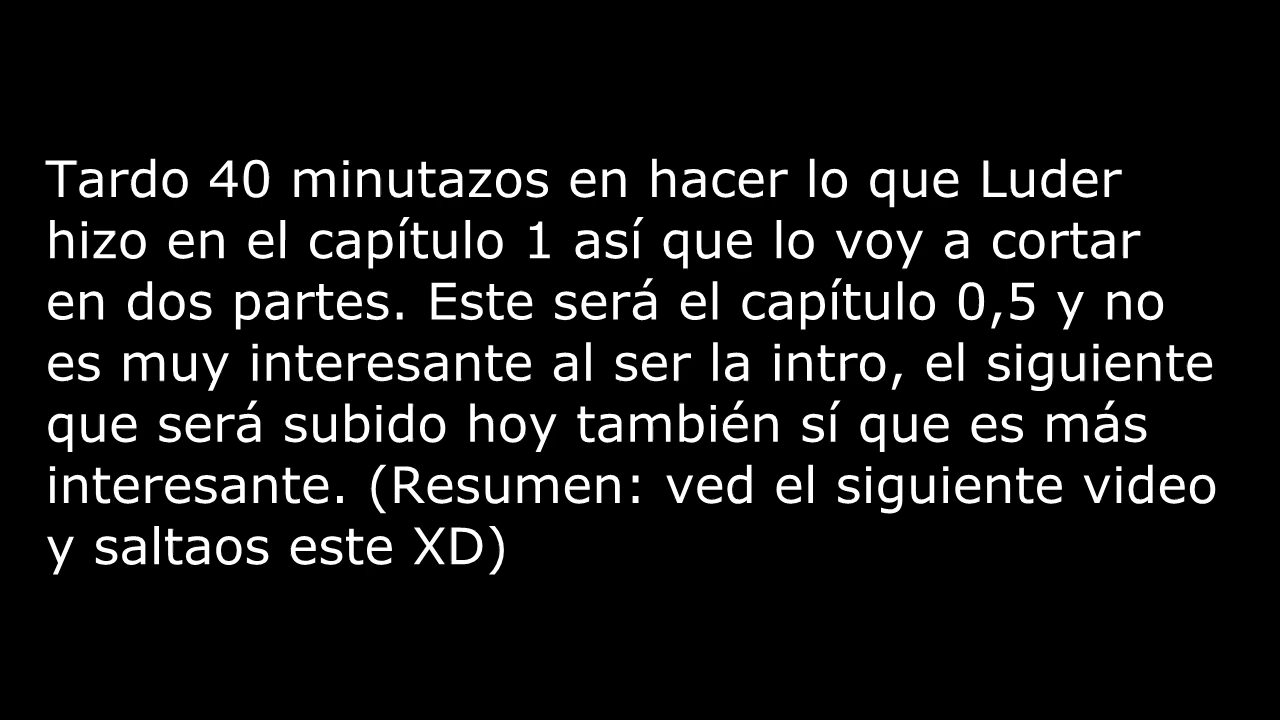 Tardo 40 minutazos en hacer lo que Luder
hizo en el capítulo 1 así que lo voy a cortar
en dos partes. Este será el capítulo 0,5 y no
es muy interesante al ser la intro, el siguiente
que será subido hoy también sí que es más
interesante. (Resumen: ved el siguiente video
y saltaos este XD)